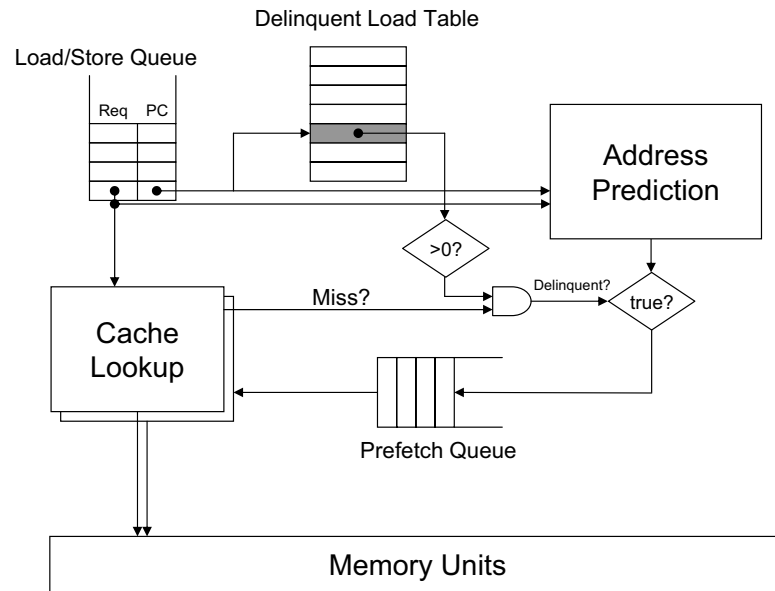 Delinquent Load Table
Load/Store Queue
Req PC
Address
Prediction
>0?
Miss?
Delinquent?
true?
Cache
Lookup
Prefetch Queue
Memory Units